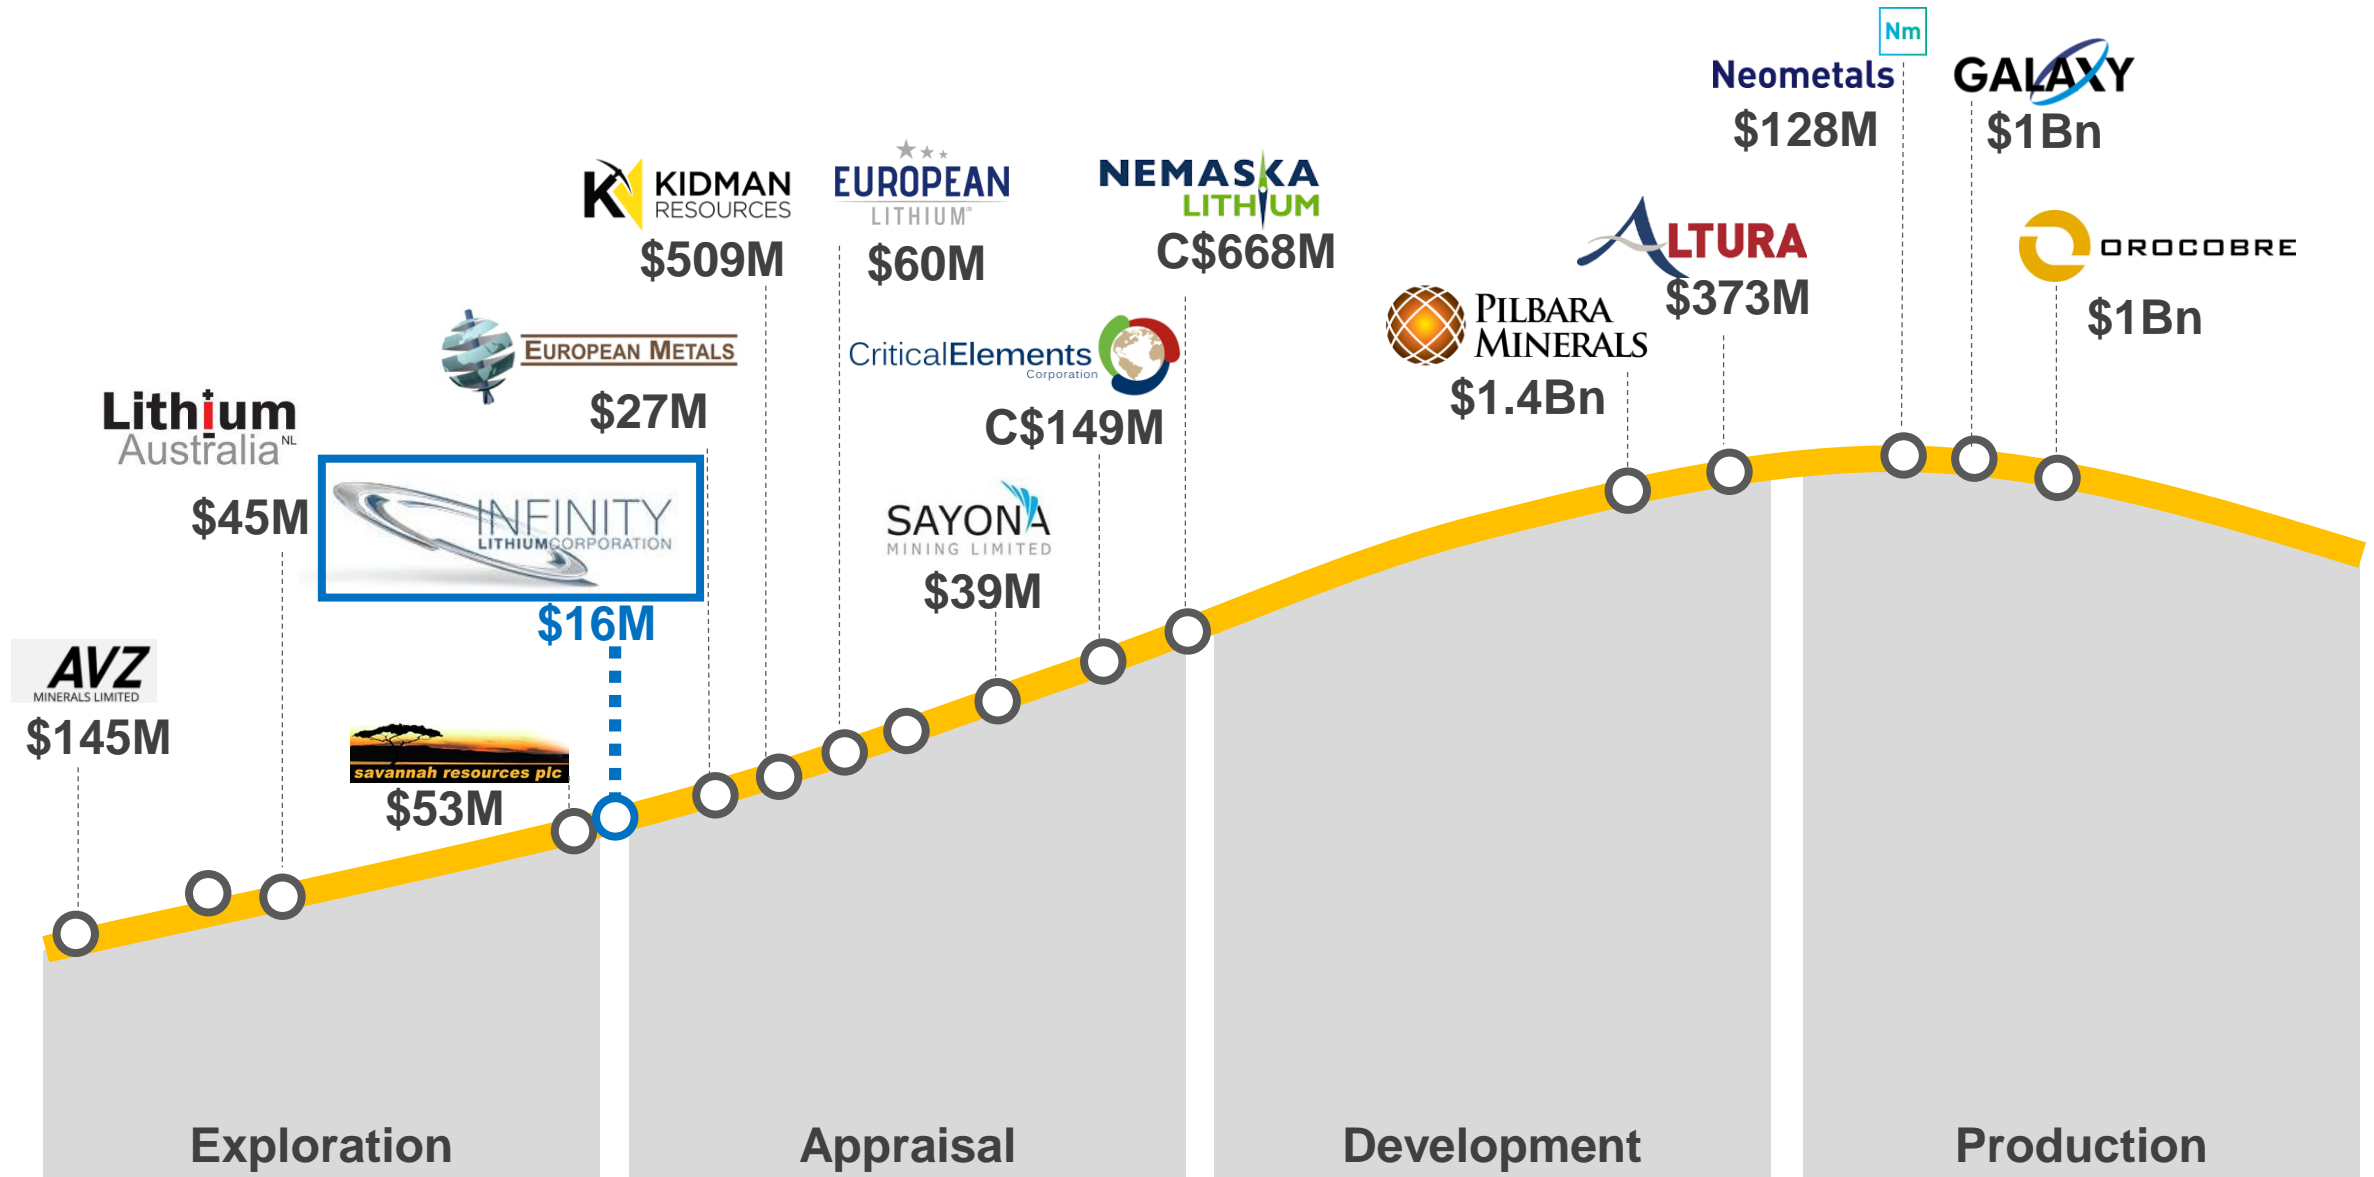 Nm
Neometals
$128M
GALAXY
$1Bn
KIDMAN
RESOURCES
$509M
EUROPEAN
LITHIUM
$60M
NEMASKA
LITHIUM
C$668M
ALTURA
$373M
OROCOBRE
$1Bn
PILBARA
MINERALS
$1.4Bn
EUROPEAN METALS
$27M
CriticalElements
Corporation
C$149M
Lithium
Australia NL
$45M
INFINITY
LITHIUMCORPORATION
$16M
SAYONA
MINING LIMITED
$39M
AVZ
MINERALS LIMITED
$145M
savannah resources plc
$53M
Exploration
Appraisal
Development
Production